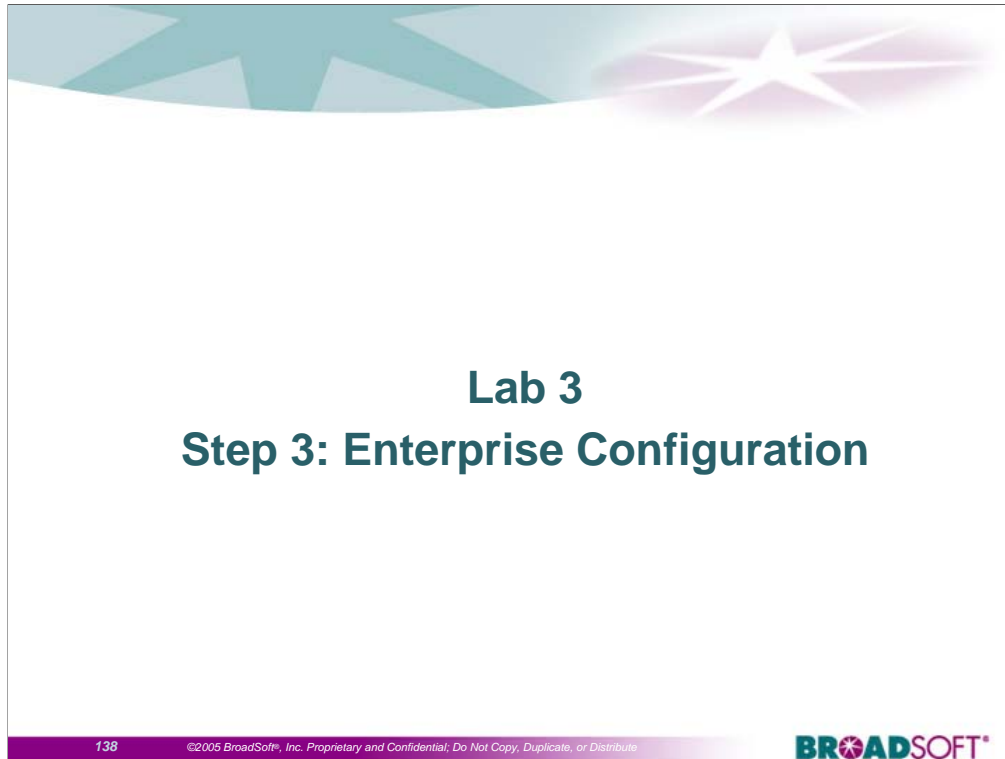 Lab 3
Step 3: Enterprise Configuration
138 ©2005 BroadSoft®, Inc. Proprietary and Confidential; Do Not Copy, Duplicate, or Distribute
BROADSOFT